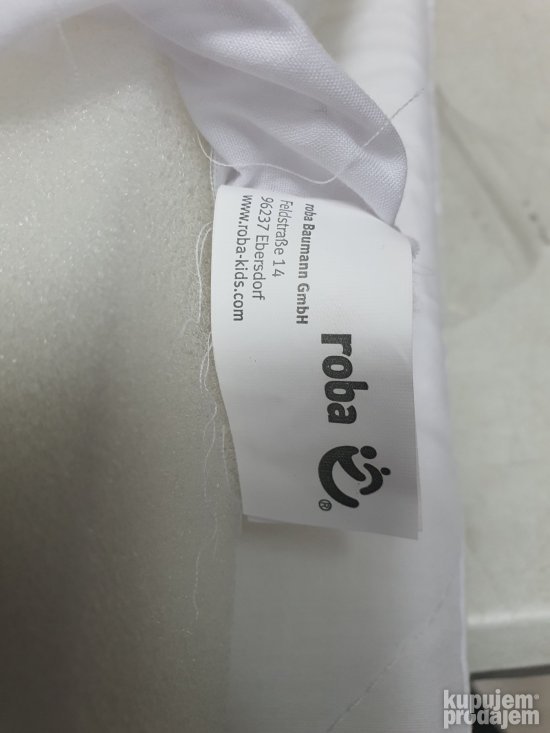 roba
®
roba Baumann GmbH
Feldstraße 14
96237 Ebersdorf
www.roba-kids.com
kupujem
prodajem